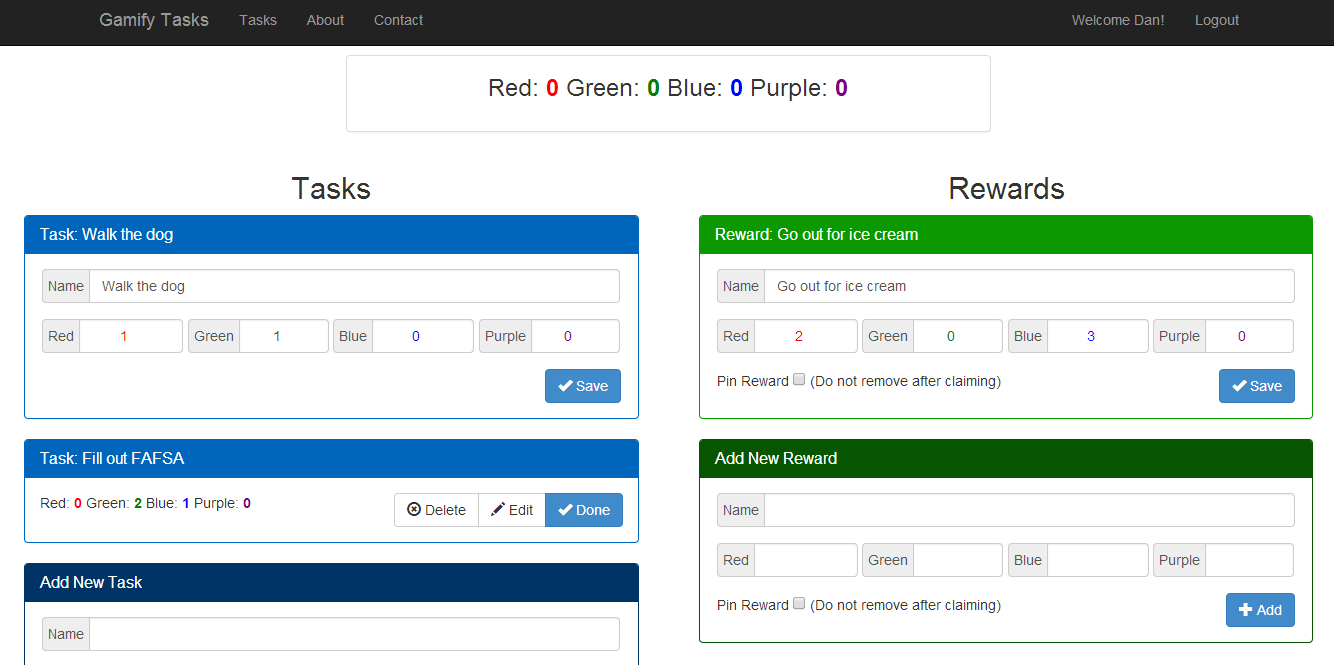 Gamify Tasks Tasks About Contact Welcome Dan! Logout
Red: 0 Green: 0 Blue: 0 Purple: 0
Tasks
Task: Walk the dog
Name Walk the dog
Red 1 Green 1 Blue 0 Purple 0
Save
Task: Fill out FAFSA
Red: 0 Green: 2 Blue: 1 Purple: 0 Delete Edit Done
Add New Task
Name
Rewards
Reward: Go out for ice cream
Name Go out for ice cream
Red 2 Green 0 Blue 3 Purple 0
Pin Reward (Do not remove after claiming) Save
Add New Reward
Name
Red Green Blue Purple
Pin Reward (Do not remove after claiming) Add